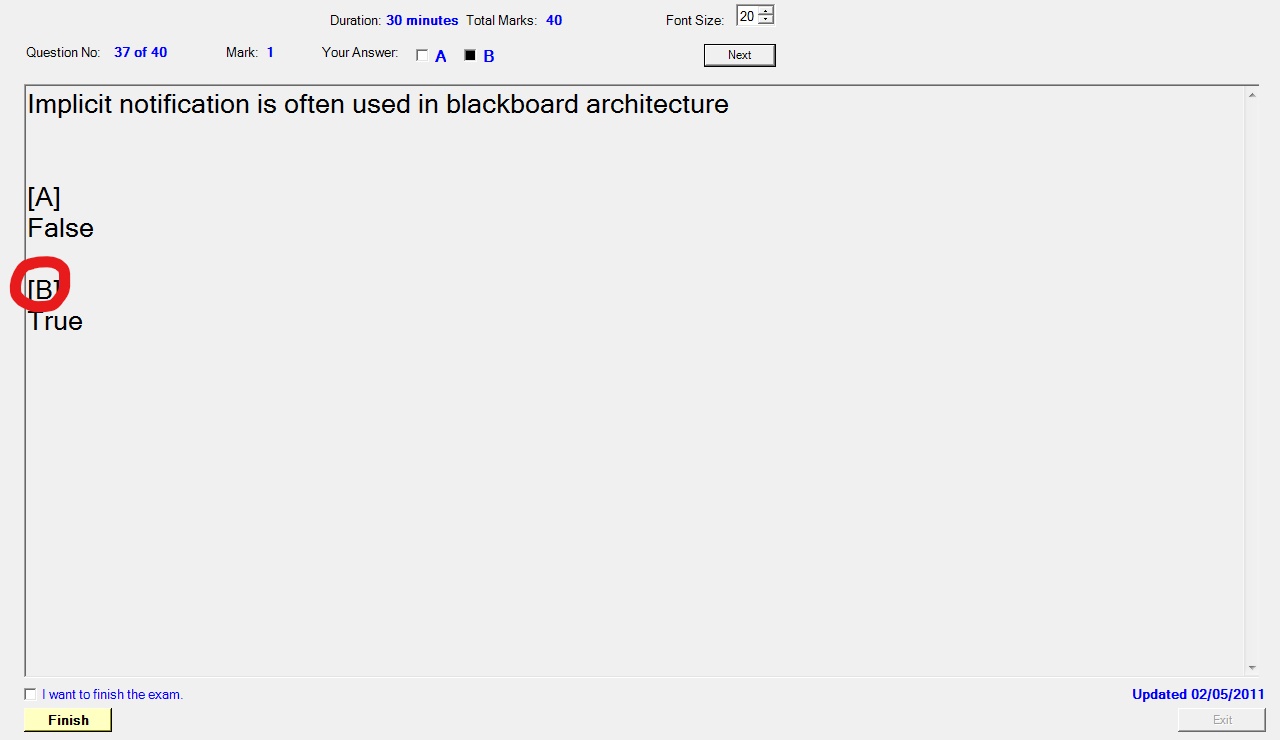 Duration: 30 minutes Total Marks: 40 Font Size: 20
Question No: 37 of 40 Mark: 1 Your Answer: A B Next
Implicit notification is often used in blackboard architecture
[A]
False
[B]
True
I want to finish the exam. Updated 02/05/2011
Finish Exit